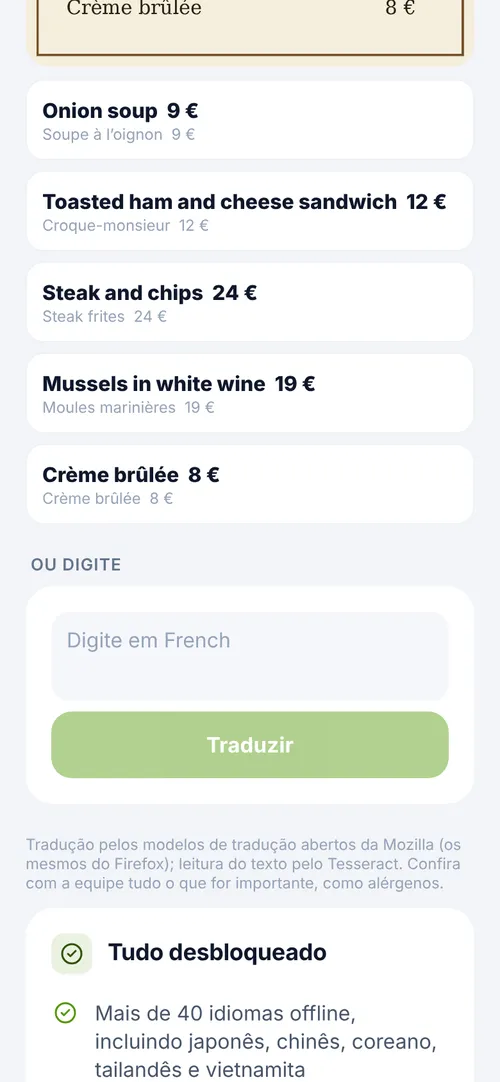 Crème brûlée 8 €
Onion soup 9 €
Soupe à l’oignon 9 €
Toasted ham and cheese sandwich 12 €
Croque-monsieur 12 €
Steak and chips 24 €
Steak frites 24 €
Mussels in white wine 19 €
Moules marinières 19 €
Crème brûlée 8 €
Crème brûlée 8 €
OU DIGITE
Digite em French
Traduzir
Tradução pelos modelos de tradução abertos da Mozilla (os
mesmos do Firefox); leitura do texto pelo Tesseract. Confira
com a equipe tudo o que for importante, como alérgenos.
Tudo desbloqueado
Mais de 40 idiomas offline,
incluindo japonês, chinês, coreano,
tailandês e vietnamita